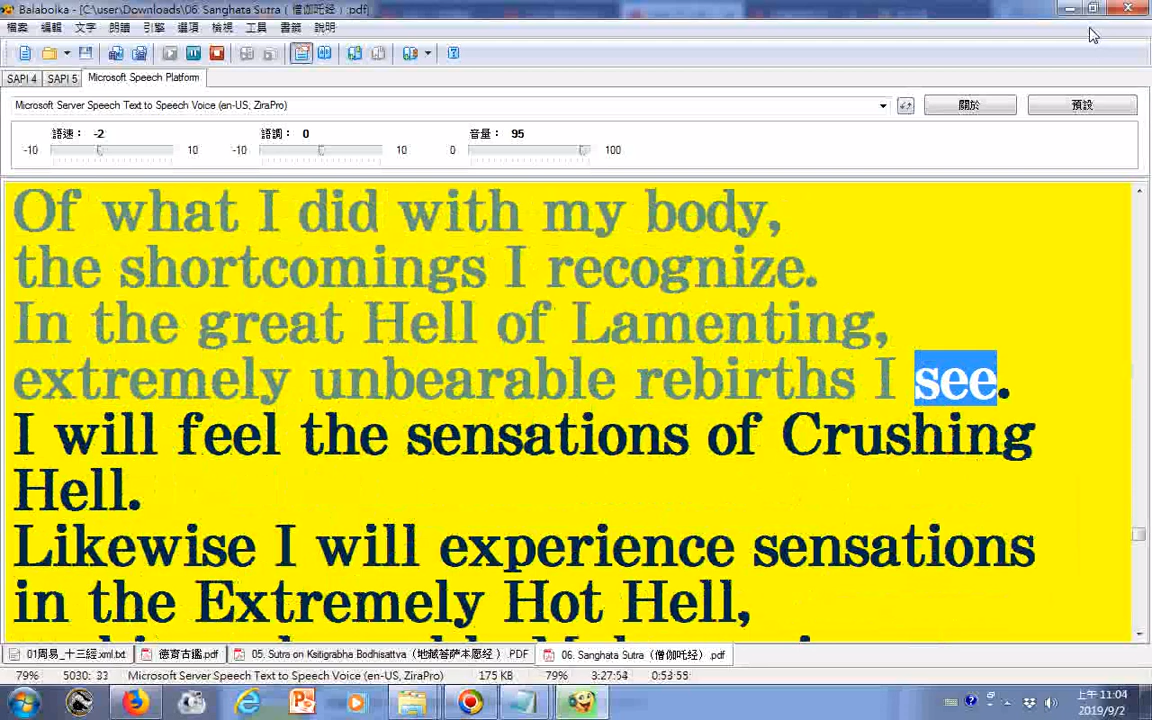 Balabolka - [C:\user\Downloads\06. Sanghata Sutra（僧伽吒经）.pdf]
檔案 編輯 文字 朗讀 引擎 選項 檢視 工具 書籤 說明
SAPI 4 SAPI 5 Microsoft Speech Platform
Microsoft Server Speech Text to Speech Voice (en-US, ZiraPro) 關於 預設
語速： -2 語調： 0 音量： 95
-10 10 -10 10 0 100
Of what I did with my body,
the shortcomings I recognize.
In the great Hell of Lamenting,
extremely unbearable rebirths I see.
I will feel the sensations of Crushing
Hell.
Likewise I will experience sensations
in the Extremely Hot Hell,
01周易_十三經.xml.txt 德育古鑑.pdf 05. Sutra on Ksitigrabha Bodhisattva（地藏菩萨本愿经）.PDF 06. Sanghata Sutra（僧伽吒经）.pdf
79% 5030: 33 Microsoft Server Speech Text to Speech Voice (en-US, ZiraPro) 175 KB 79% 3:27:54 0:53:58
上午 11:04
2019/9/2